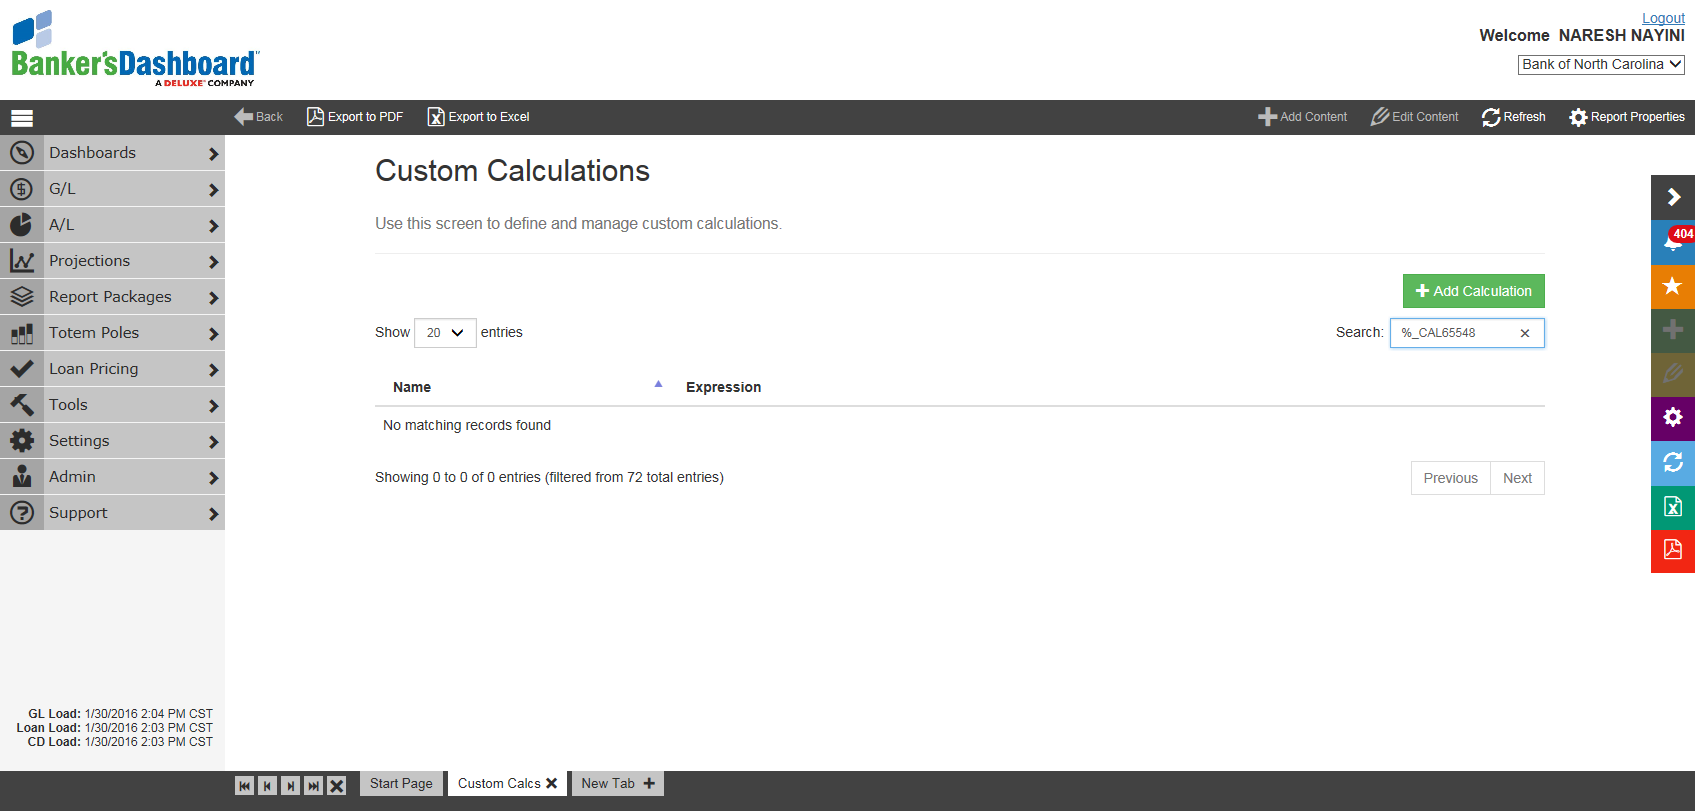 Banker'sDashboard
A DELUXE COMPANY
Logout
Welcome NARESH NAYINI
Bank of North Carolina
Back
Export to PDF
Export to Excel
Add Content
Edit Content
Refresh
Report Properties
Dashboards
G/L
A/L
Projections
Report Packages
Totem Poles
Loan Pricing
Tools
Settings
Admin
Support
GL Load: 1/30/2016 2:04 PM CST
Loan Load: 1/30/2016 2:03 PM CST
CD Load: 1/30/2016 2:03 PM CST
Custom Calculations
Use this screen to define and manage custom calculations.
Add Calculation
Show 20 entries
Search: %_CAL65548
Name Expression
No matching records found
Showing 0 to 0 of 0 entries (filtered from 72 total entries)
Previous Next
404
Start Page
Custom Calcs
New Tab